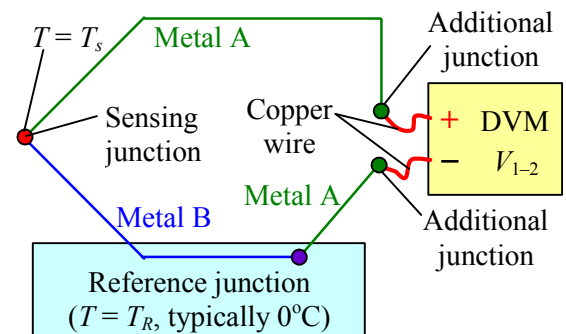 T = Ts
Metal A
Additional
junction
Sensing
junction
Copper
wire
+ DVM
− V1–2
Metal B
Metal A
Additional
junction
Reference junction
(T = TR, typically 0°C)